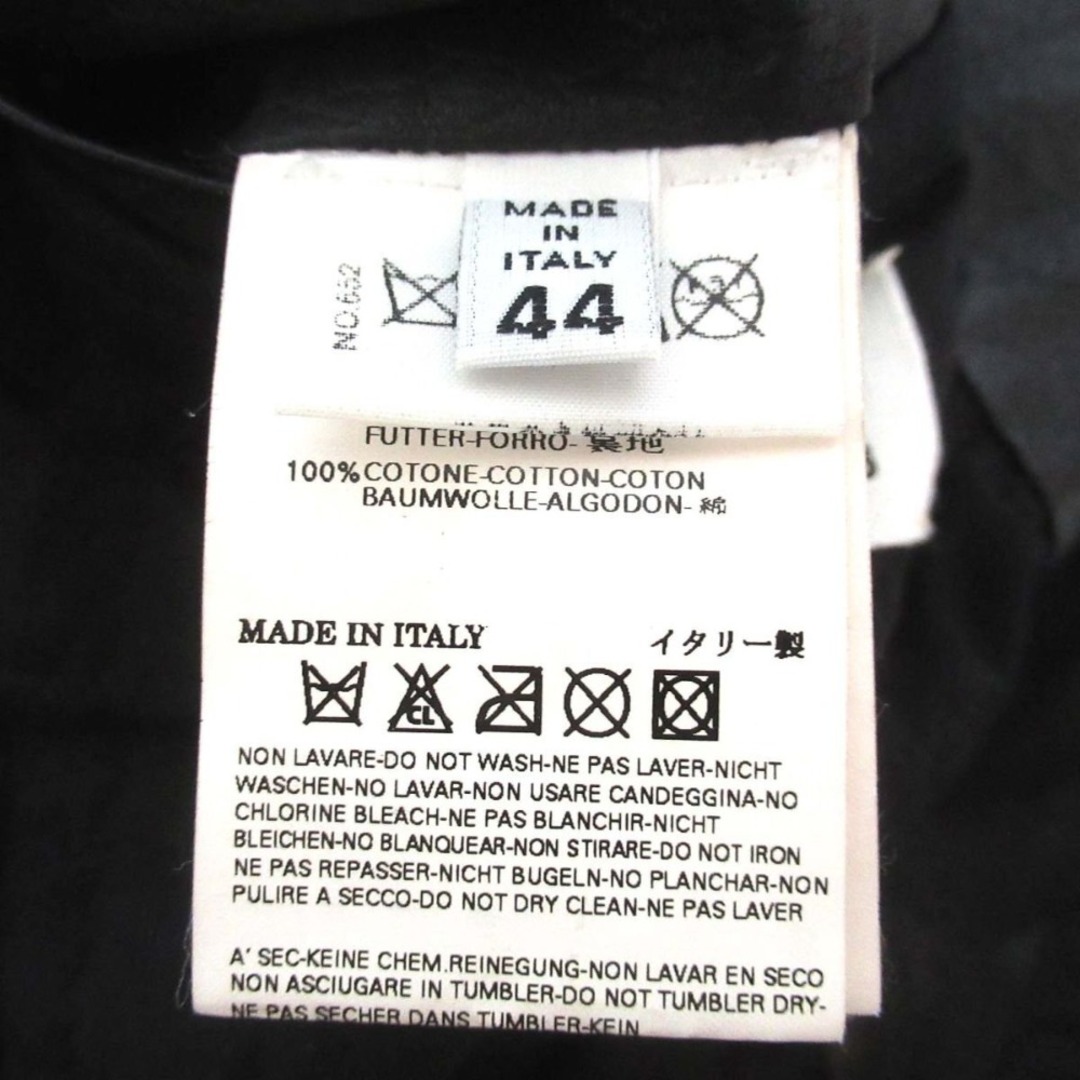 MADE
IN
ITALY
44
NO.652
FUTTER-FORRO-裏地
100% COTONE-COTTON-COTON
BAUMWOLLE-ALGODON-綿
MADE IN ITALY イタリー製
CL
NON LAVARE-DO NOT WASH-NE PAS LAVER-NICHT
WASCHEN-NO LAVAR-NON USARE CANDEGGINA-NO
CHLORINE BLEACH-NE PAS BLANCHIR-NICHT
BLEICHEN-NO BLANQUEAR-NON STIRARE-DO NOT IRON
NE PAS REPASSER-NICHT BUGELN-NO PLANCHAR-NON
PULIRE A SECCO-DO NOT DRY CLEAN-NE PAS LAVER
A' SEC-KEINE CHEM.REINEGUNG-NON LAVAR EN SECO
NON ASCIUGARE IN TUMBLER-DO NOT TUMBLER DRY-
NE PAS SECHER DANS TUMBLER-KEIN